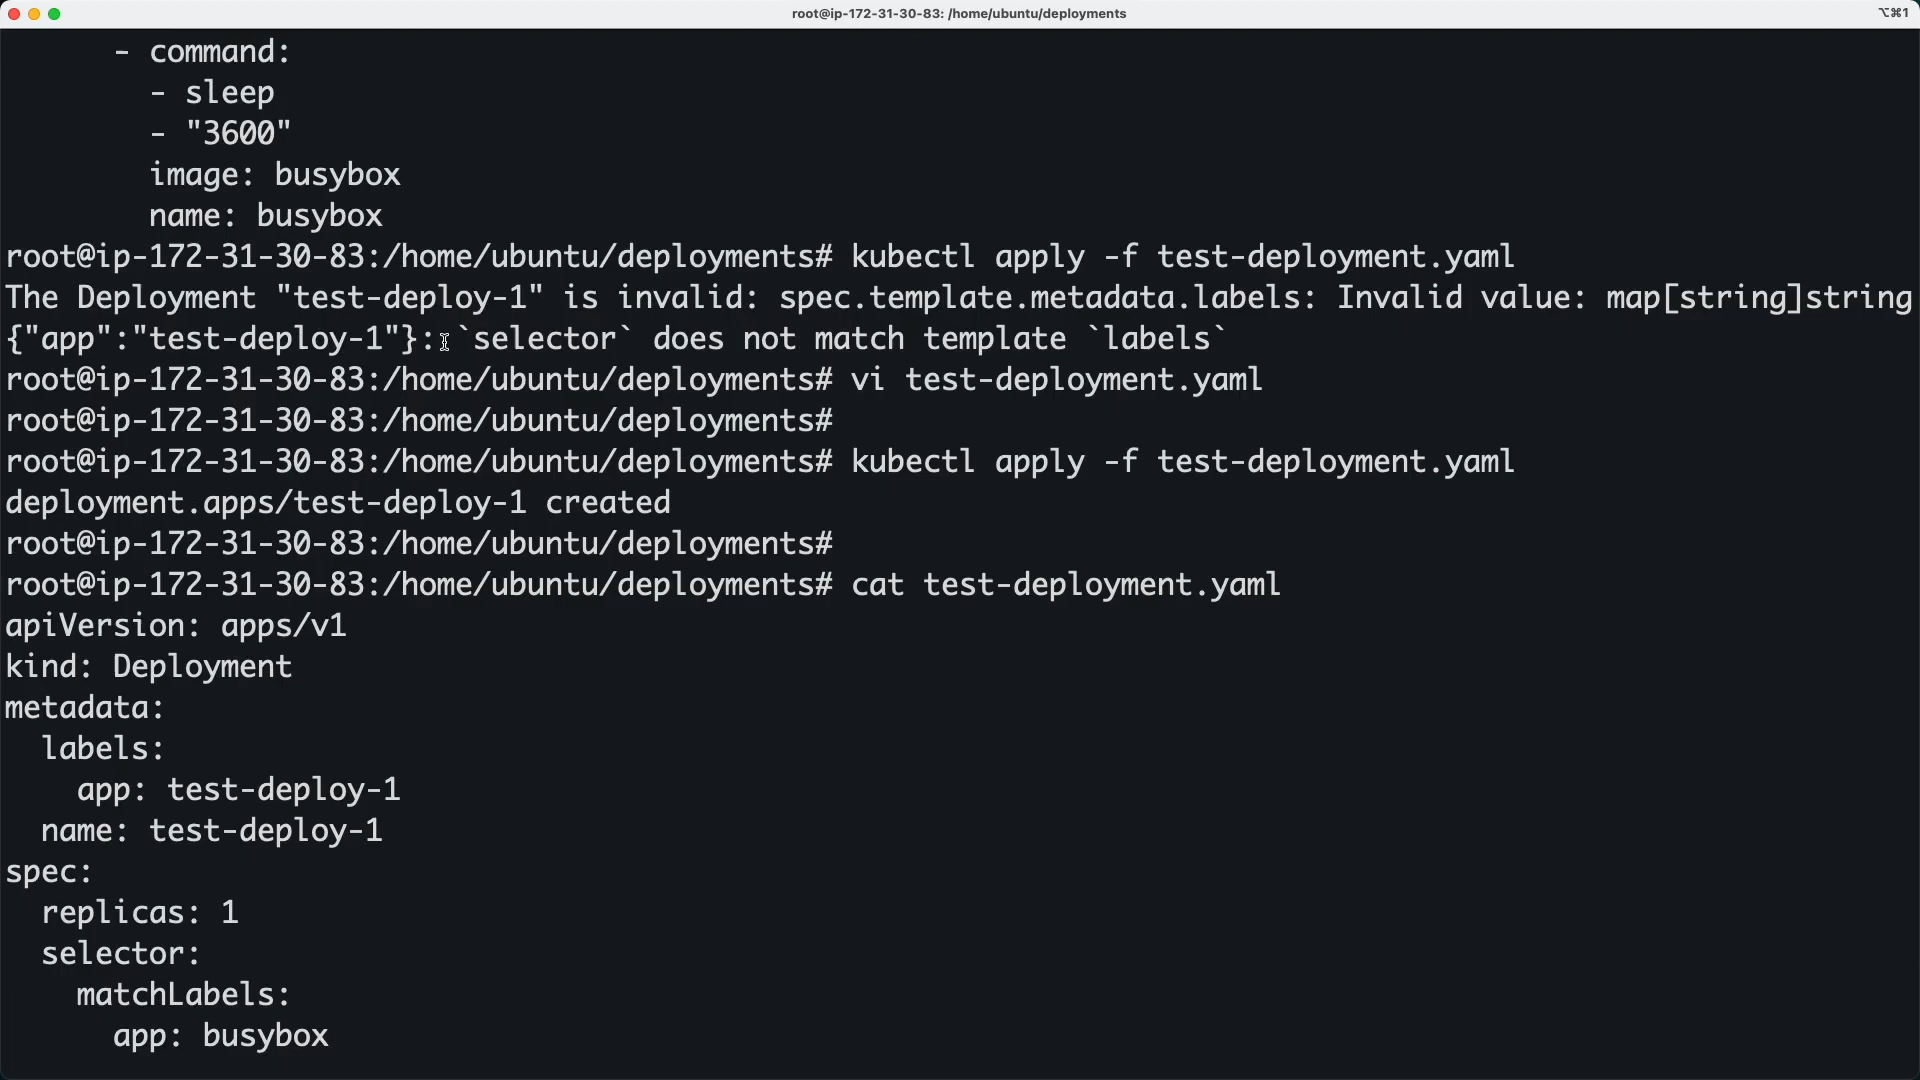 root@ip-172-31-30-83: /home/ubuntu/deployments
⌥⌘1
- command:
- sleep
- "3600"
image: busybox
name: busybox
root@ip-172-31-30-83:/home/ubuntu/deployments# kubectl apply -f test-deployment.yaml
The Deployment "test-deploy-1" is invalid: spec.template.metadata.labels: Invalid value: map[string]string
{"app":"test-deploy-1"}: `selector` does not match template `labels`
root@ip-172-31-30-83:/home/ubuntu/deployments# vi test-deployment.yaml
root@ip-172-31-30-83:/home/ubuntu/deployments#
root@ip-172-31-30-83:/home/ubuntu/deployments# kubectl apply -f test-deployment.yaml
deployment.apps/test-deploy-1 created
root@ip-172-31-30-83:/home/ubuntu/deployments#
root@ip-172-31-30-83:/home/ubuntu/deployments# cat test-deployment.yaml
apiVersion: apps/v1
kind: Deployment
metadata:
labels:
app: test-deploy-1
name: test-deploy-1
spec:
replicas: 1
selector:
matchLabels:
app: busybox